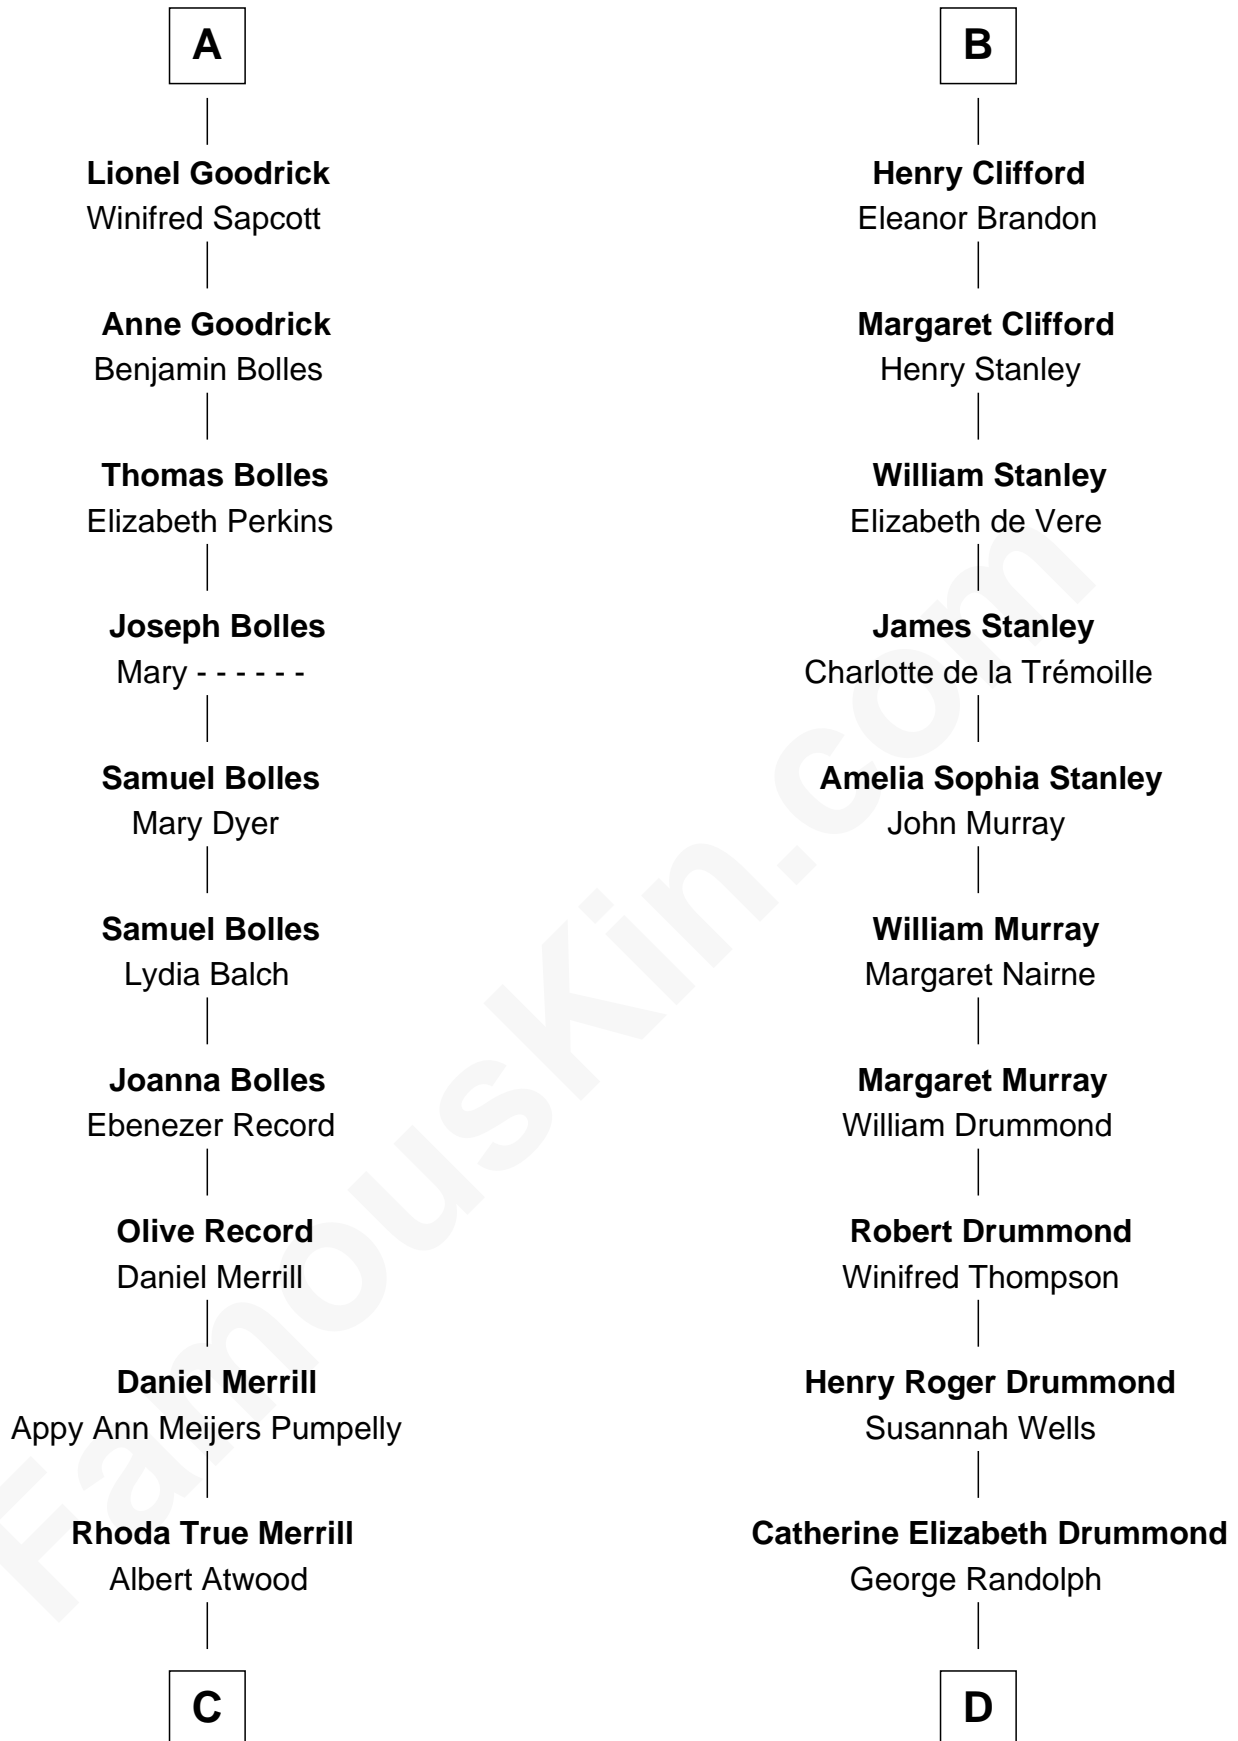 A
Lionel Goodrick
Winifred Sapcott
Anne Goodrick
Benjamin Bolles
Thomas Bolles
Elizabeth Perkins
Joseph Bolles
Mary - - - - - -
Samuel Bolles
Mary Dyer
Samuel Bolles
Lydia Balch
Joanna Bolles
Ebenezer Record
Olive Record
Daniel Merrill
Daniel Merrill
Appy Ann Meijers Pumpelly
Rhoda True Merrill
Albert Atwood
C
B
Henry Clifford
Eleanor Brandon
Margaret Clifford
Henry Stanley
William Stanley
Elizabeth de Vere
James Stanley
Charlotte de la Trémoille
Amelia Sophia Stanley
John Murray
William Murray
Margaret Nairne
Margaret Murray
William Drummond
Robert Drummond
Winifred Thompson
Henry Roger Drummond
Susannah Wells
Catherine Elizabeth Drummond
George Randolph
D
FamousKin.com